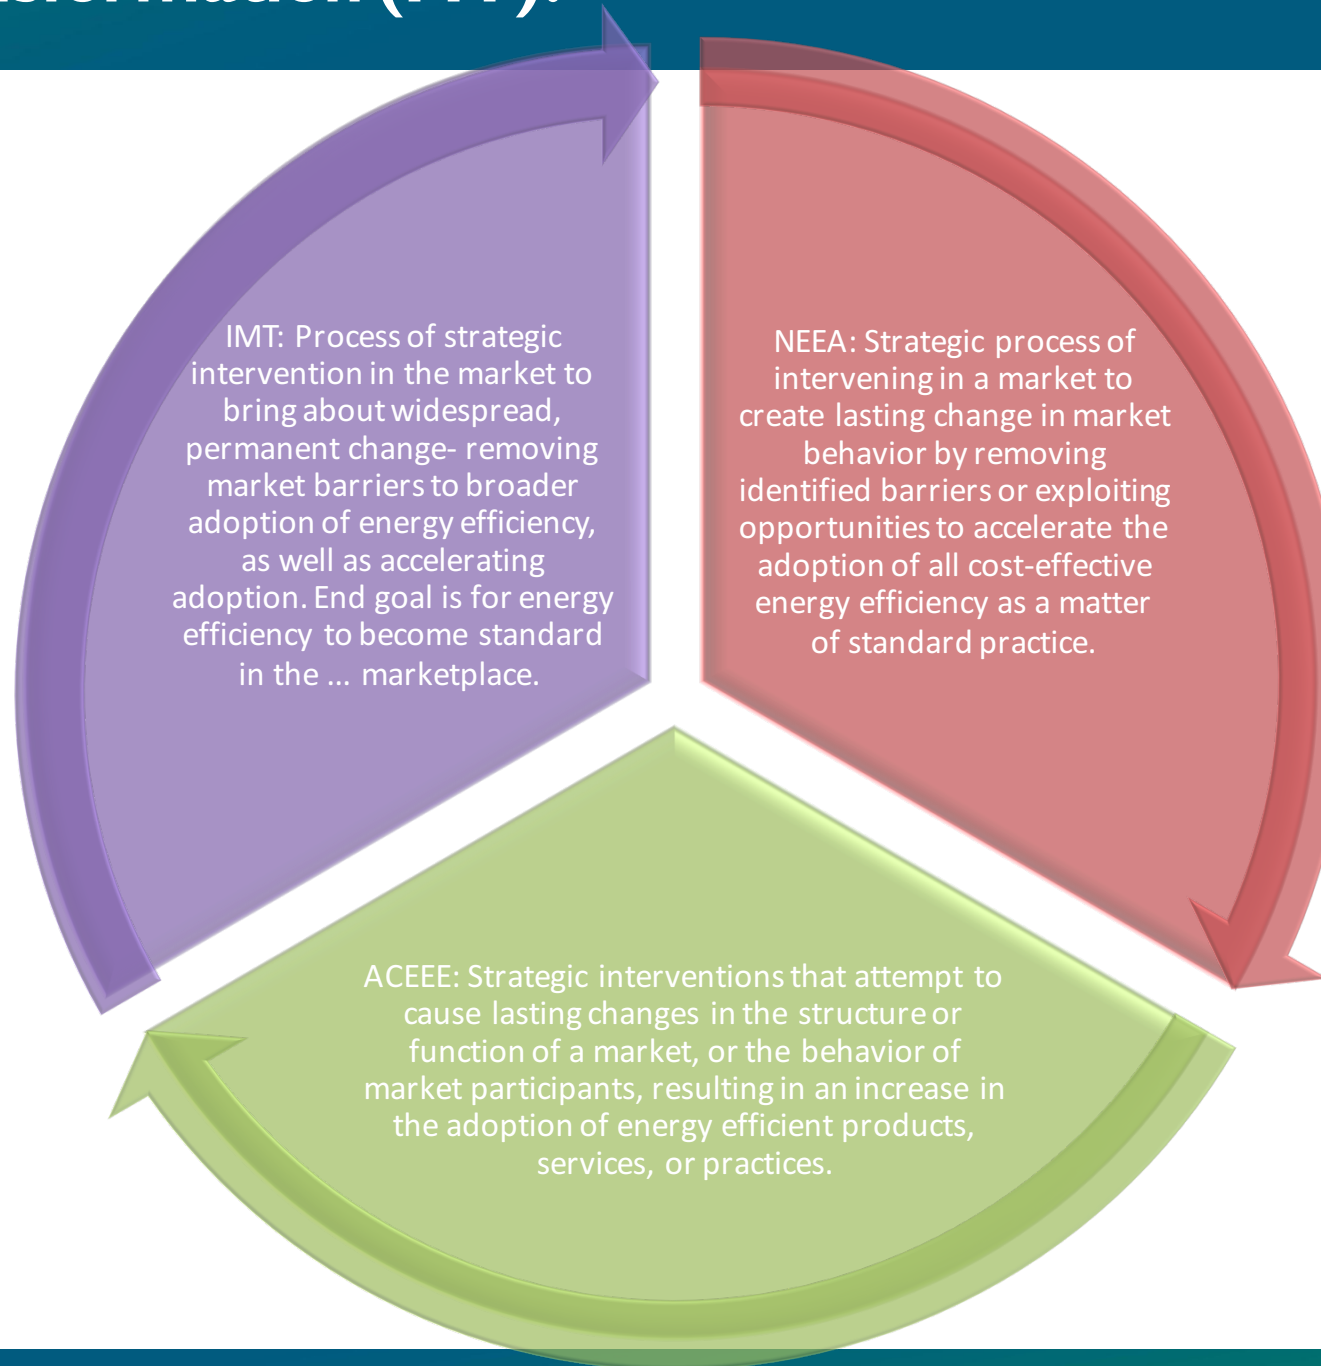 IMT: Process of strategic
intervention in the market to
bring about widespread,
permanent change- removing
market barriers to broader
adoption of energy efficiency,
as well as accelerating
adoption. End goal is for energy
efficiency to become standard
in the ... marketplace.
NEEA: Strategic process of
intervening in a market to
create lasting change in market
behavior by removing
identified barriers or exploiting
opportunities to accelerate the
adoption of all cost-effective
energy efficiency as a matter
of standard practice.
ACEEE: Strategic interventions that attempt to
cause lasting changes in the structure or
function of a market, or the behavior of
market participants, resulting in an increase in
the adoption of energy efficient products,
services, or practices.